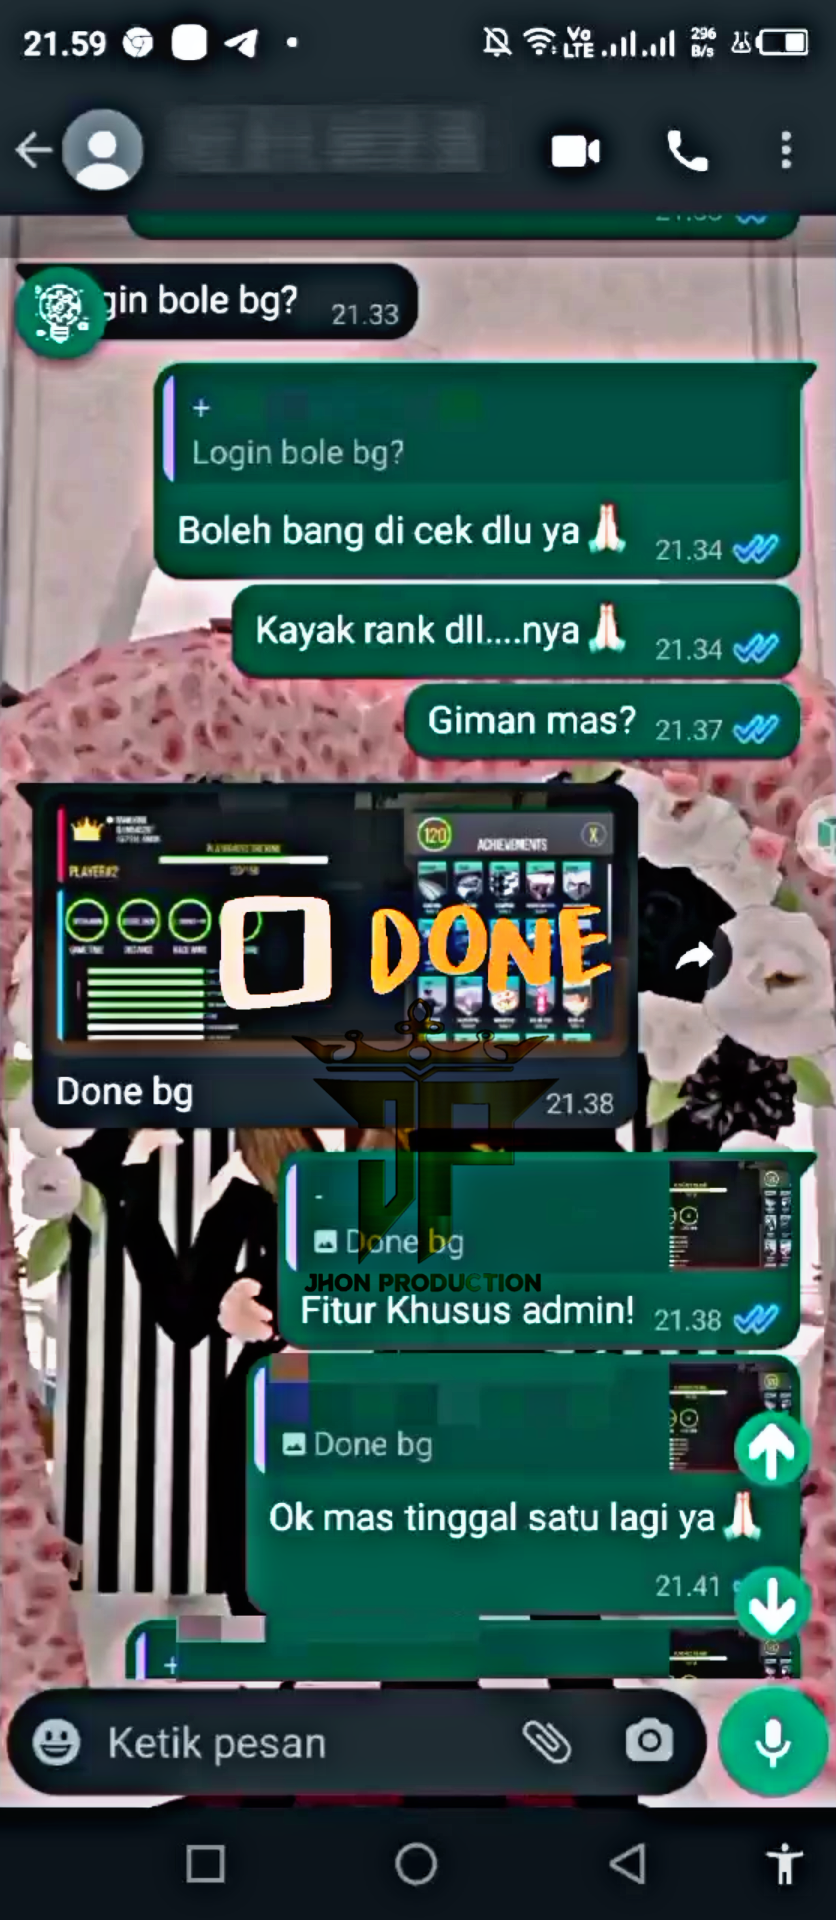 21.59
Vo
LTE
296
B/s
gin bole bg?
21.33
+
Login bole bg?
Boleh bang di cek dlu ya🙏
21.34
Kayak rank dll....nya🙏
21.34
Giman mas?
21.37
PLAYER#2
120
ACHIEVEMENTS
X
DISTANCE
DONE
Done bg
21.38
-
Done bg
JHON PRODUCTION
Fitur Khusus admin!
21.38
Done bg
Ok mas tinggal satu lagi ya🙏
21.41
+
Ketik pesan